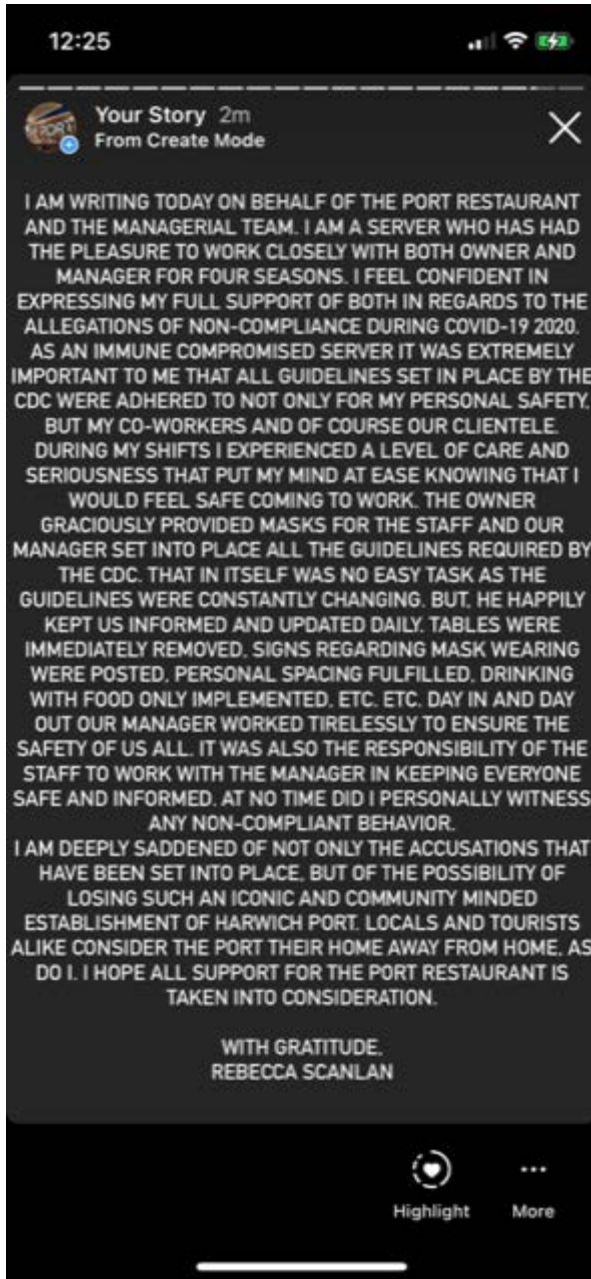 12:25
Your Story 2m
From Create Mode
I AM WRITING TODAY ON BEHALF OF THE PORT RESTAURANT
AND THE MANAGERIAL TEAM. I AM A SERVER WHO HAS HAD
THE PLEASURE TO WORK CLOSELY WITH BOTH OWNER AND
MANAGER FOR FOUR SEASONS. I FEEL CONFIDENT IN
EXPRESSING MY FULL SUPPORT OF BOTH IN REGARDS TO THE
ALLEGATIONS OF NON-COMPLIANCE DURING COVID-19 2020.
AS AN IMMUNE COMPROMISED SERVER IT WAS EXTREMELY
IMPORTANT TO ME THAT ALL GUIDELINES SET IN PLACE BY THE
CDC WERE ADHERED TO NOT ONLY FOR MY PERSONAL SAFETY,
BUT MY CO-WORKERS AND OF COURSE OUR CLIENTELE.
DURING MY SHIFTS I EXPERIENCED A LEVEL OF CARE AND
SERIOUSNESS THAT PUT MY MIND AT EASE KNOWING THAT I
WOULD FEEL SAFE COMING TO WORK. THE OWNER
GRACIOUSLY PROVIDED MASKS FOR THE STAFF AND OUR
MANAGER SET INTO PLACE ALL THE GUIDELINES REQUIRED BY
THE CDC. THAT IN ITSELF WAS NO EASY TASK AS THE
GUIDELINES WERE CONSTANTLY CHANGING. BUT, HE HAPPILY
KEPT US INFORMED AND UPDATED DAILY. TABLES WERE
IMMEDIATELY REMOVED, SIGNS REGARDING MASK WEARING
WERE POSTED, PERSONAL SPACING FULFILLED, DRINKING
WITH FOOD ONLY IMPLEMENTED, ETC. ETC. DAY IN AND DAY
OUT OUR MANAGER WORKED TIRELESSLY TO ENSURE THE
SAFETY OF US ALL. IT WAS ALSO THE RESPONSIBILITY OF THE
STAFF TO WORK WITH THE MANAGER IN KEEPING EVERYONE
SAFE AND INFORMED. AT NO TIME DID I PERSONALLY WITNESS
ANY NON-COMPLIANT BEHAVIOR.
I AM DEEPLY SADDENED OF NOT ONLY THE ACCUSATIONS THAT
HAVE BEEN SET INTO PLACE, BUT OF THE POSSIBILITY OF
LOSING SUCH AN ICONIC AND COMMUNITY MINDED
ESTABLISHMENT OF HARWICH PORT. LOCALS AND TOURISTS
ALIKE CONSIDER THE PORT THEIR HOME AWAY FROM HOME, AS
DO I. I HOPE ALL SUPPORT FOR THE PORT RESTAURANT IS
TAKEN INTO CONSIDERATION.
WITH GRATITUDE,
REBECCA SCANLAN
Highlight More